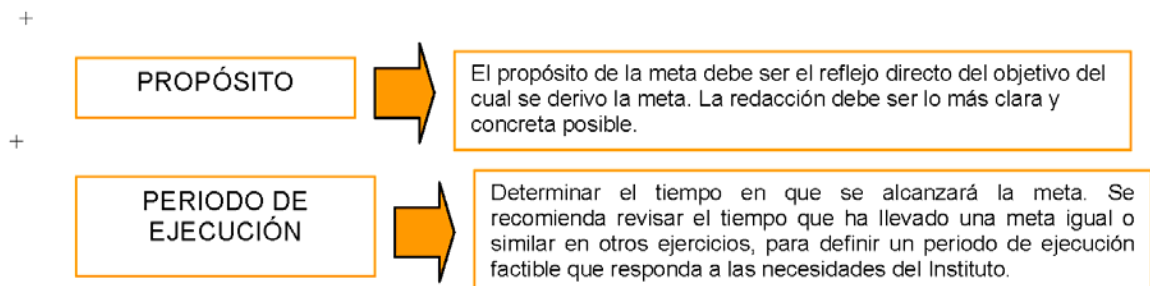 PROPÓSITO
El propósito de la meta debe ser el reflejo directo del objetivo del
cual se derivo la meta. La redacción debe ser lo más clara y
concreta posible.
PERIODO DE
EJECUCIÓN
Determinar el tiempo en que se alcanzará la meta. Se
recomienda revisar el tiempo que ha llevado una meta igual o
similar en otros ejercicios, para definir un periodo de ejecución
factible que responda a las necesidades del Instituto.